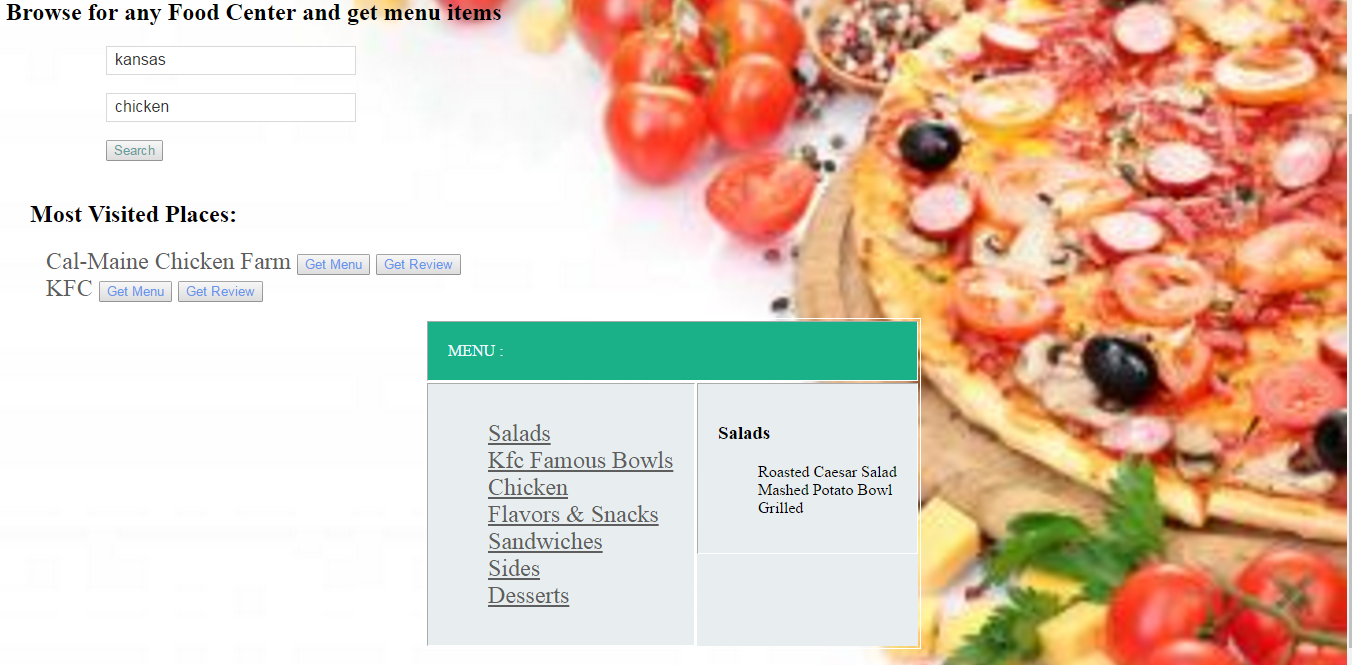 Browse for any Food Center and get menu items
kansas
chicken
Search
Most Visited Places:
Cal-Maine Chicken Farm Get Menu Get Review
KFC Get Menu Get Review
MENU :
Salads
Kfc Famous Bowls
Chicken
Flavors & Snacks
Sandwiches
Sides
Desserts
Salads
Roasted Caesar Salad
Mashed Potato Bowl
Grilled